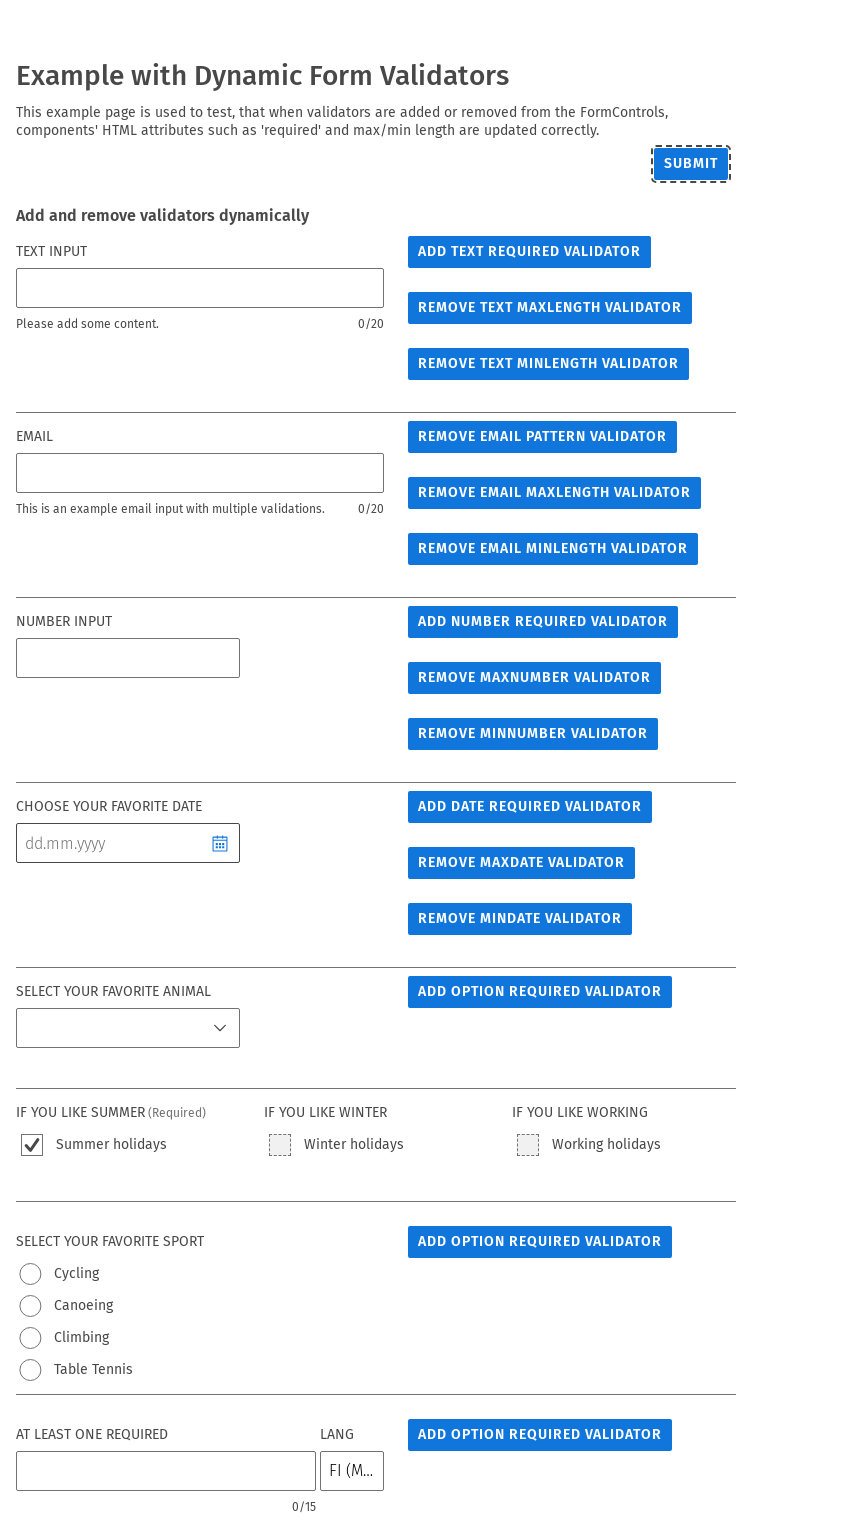 Example with Dynamic Form Validators
This example page is used to test, that when validators are added or removed from the FormControls,
components' HTML attributes such as 'required' and max/min length are updated correctly.
SUBMIT
Add and remove validators dynamically
TEXT INPUT
ADD TEXT REQUIRED VALIDATOR
REMOVE TEXT MAXLENGTH VALIDATOR
Please add some content. 0/20
REMOVE TEXT MINLENGTH VALIDATOR
EMAIL
REMOVE EMAIL PATTERN VALIDATOR
REMOVE EMAIL MAXLENGTH VALIDATOR
This is an example email input with multiple validations. 0/20
REMOVE EMAIL MINLENGTH VALIDATOR
NUMBER INPUT
ADD NUMBER REQUIRED VALIDATOR
REMOVE MAXNUMBER VALIDATOR
REMOVE MINNUMBER VALIDATOR
CHOOSE YOUR FAVORITE DATE
ADD DATE REQUIRED VALIDATOR
dd.mm.yyyy
REMOVE MAXDATE VALIDATOR
REMOVE MINDATE VALIDATOR
SELECT YOUR FAVORITE ANIMAL
ADD OPTION REQUIRED VALIDATOR
IF YOU LIKE SUMMER (Required) IF YOU LIKE WINTER IF YOU LIKE WORKING
Summer holidays Winter holidays Working holidays
SELECT YOUR FAVORITE SPORT
ADD OPTION REQUIRED VALIDATOR
Cycling
Canoeing
Climbing
Table Tennis
AT LEAST ONE REQUIRED LANG
ADD OPTION REQUIRED VALIDATOR
FI (M...
0/15